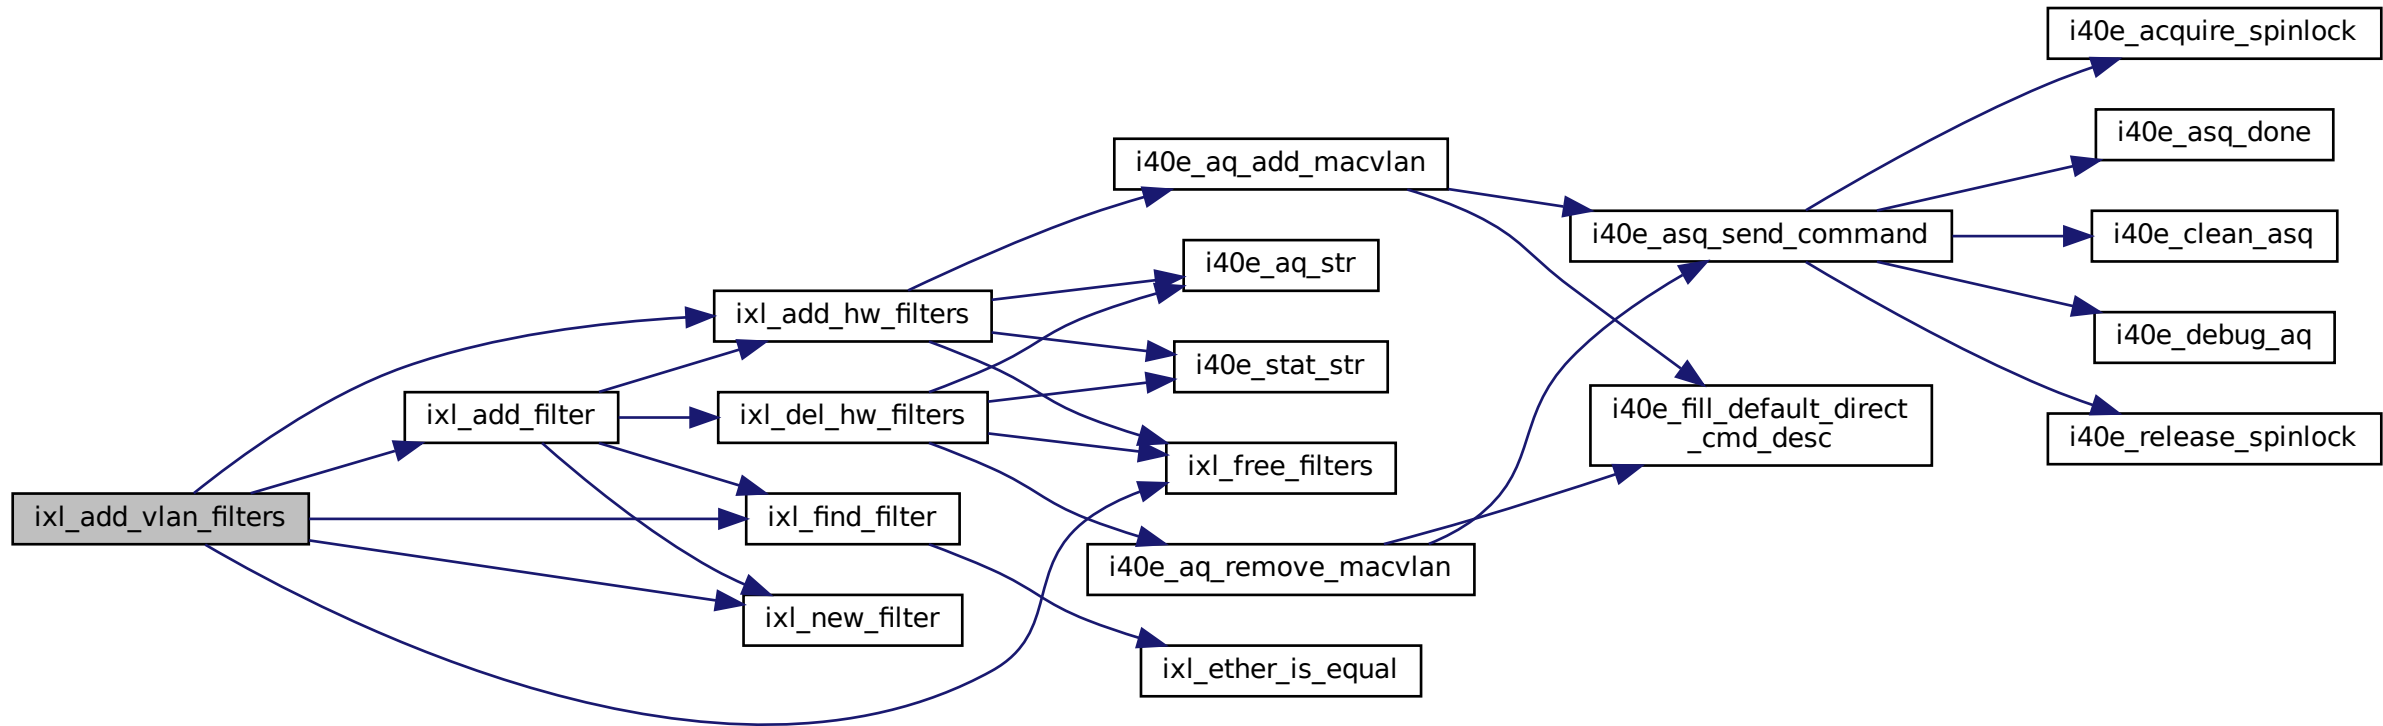 ixl_add_vlan_filters
ixl_add_filter
ixl_add_hw_filters
ixl_del_hw_filters
ixl_find_filter
ixl_new_filter
i40e_aq_add_macvlan
i40e_aq_str
i40e_stat_str
ixl_free_filters
i40e_aq_remove_macvlan
ixl_ether_is_equal
i40e_asq_send_command
i40e_fill_default_direct
_cmd_desc
i40e_acquire_spinlock
i40e_asq_done
i40e_clean_asq
i40e_debug_aq
i40e_release_spinlock